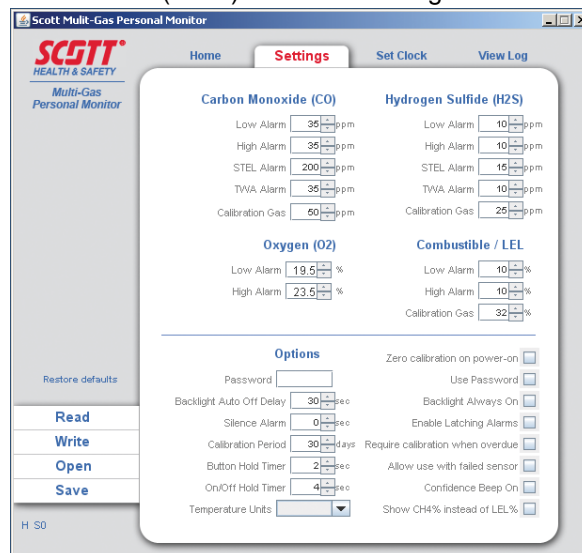 Scott Mulit-Gas Personal Monitor
SCOTT
HEALTH & SAFETY
Multi-Gas
Personal Monitor
Home Settings Set Clock View Log
Carbon Monoxide (CO) Hydrogen Sulfide (H2S)
Low Alarm 35 ppm Low Alarm 10 ppm
High Alarm 35 ppm High Alarm 10 ppm
STEL Alarm 200 ppm STEL Alarm 15 ppm
TWA Alarm 35 ppm TWA Alarm 10 ppm
Calibration Gas 50 ppm Calibration Gas 25 ppm
Oxygen (O2) Combustible / LEL
Low Alarm 19.5 % Low Alarm 10 %
High Alarm 23.5 % High Alarm 10 %
Calibration Gas 32 %
Options Zero calibration on power-on
Restore defaults Password Use Password
Backlight Auto Off Delay 30 sec Backlight Always On
Read Silence Alarm 0 sec Enable Latching Alarms
Write Calibration Period 30 days Require calibration when overdue
Open Button Hold Timer 2 sec Allow use with failed sensor
Save On/Off Hold Timer 4 sec Confidence Beep On
Temperature Units Show CH4% instead of LEL%
H S0